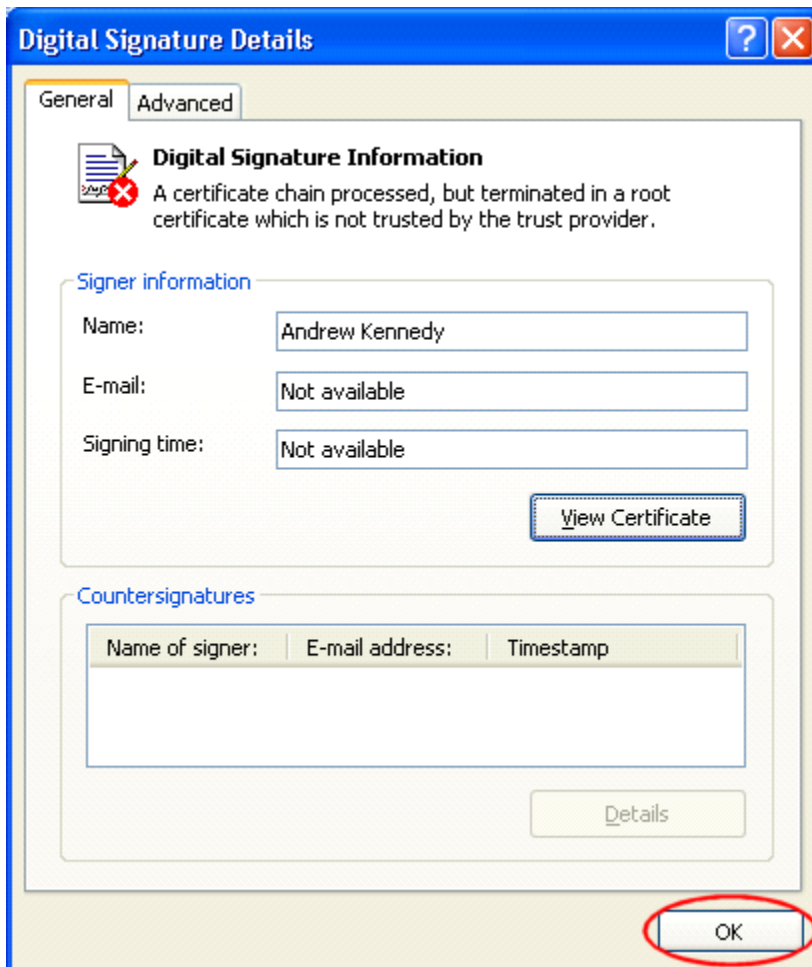 Digital Signature Details
General Advanced
Digital Signature Information
A certificate chain processed, but terminated in a root
certificate which is not trusted by the trust provider.
Signer information
Name: Andrew Kennedy
E-mail: Not available
Signing time: Not available
View Certificate
Countersignatures
Name of signer: E-mail address: Timestamp
Details
OK